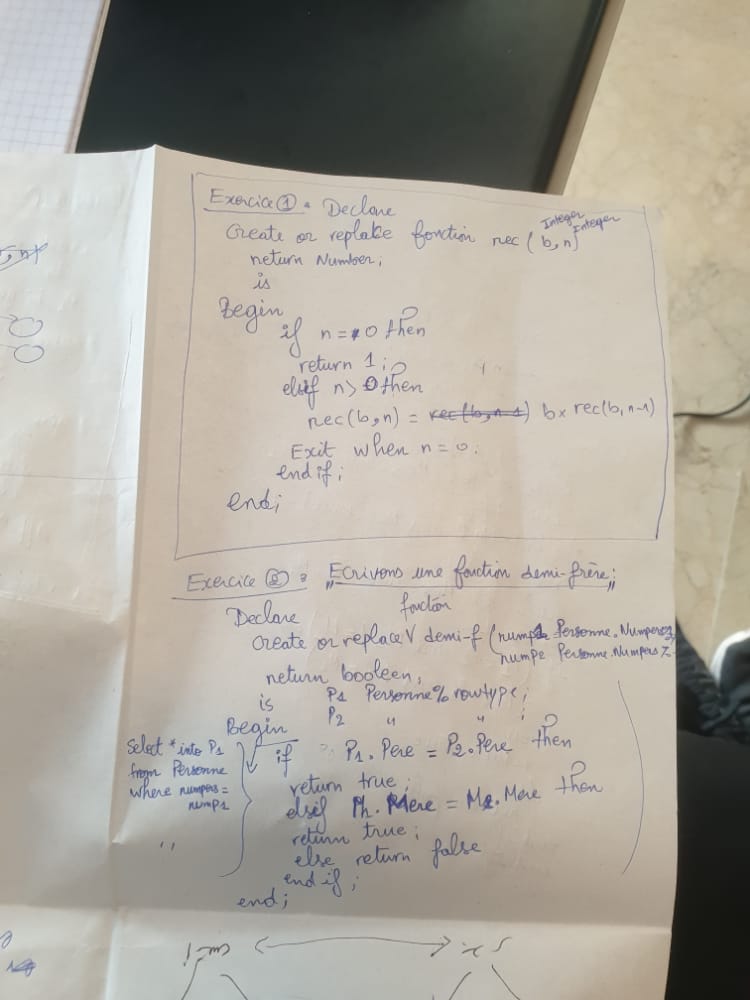 Exercice ① : Declare
Create or replace fonction rec ( b, n )
Integer Integer
return Number ;
is
Begin
if n = 0 then
return 1 ;
elsif n > 0 then
rec(b,n) = rec(b,n-1) b x rec(b,n-1)
Exit when n = 0 ;
end if ;
end ;
Exercice ② : "Ecrivons une fonction demi-frère ;
Declare
fonction
Create or replace V demi-f ( nump1 Personne.Numpers%
nump2 Personne.Numpers%
return booleen ;
is P1 Personne% rowtype ;
P2 " " ;
Begin
Select * into P1
from Personne
where numpers =
nump1
if P1.Pere = P2.Pere then
return true ;
elsif .Mere = .Mere then
return true ;
else return false
end if ;
end ;